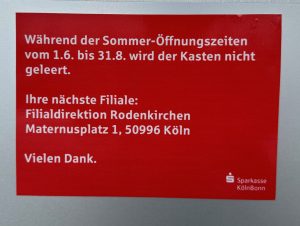 Während der Sommer-Öffnungszeiten
vom 1.6. bis 31.8. wird der Kasten nicht
geleert.
Ihre nächste Filiale:
Filialdirektion Rodenkirchen
Maternusplatz 1, 50996 Köln
Vielen Dank.
Sparkasse
KölnBonn